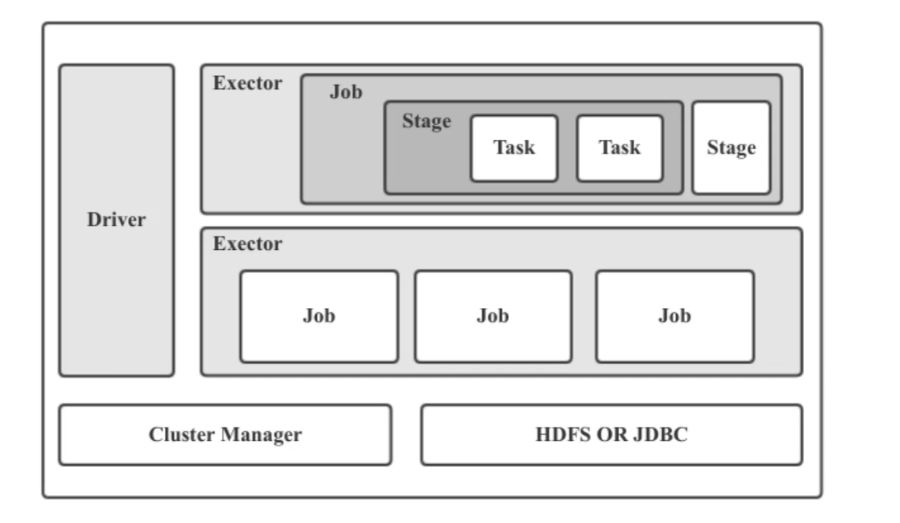 Driver
Exector
Job
Stage
Task
Task
Stage
Exector
Job
Job
Job
Cluster Manager
HDFS OR JDBC